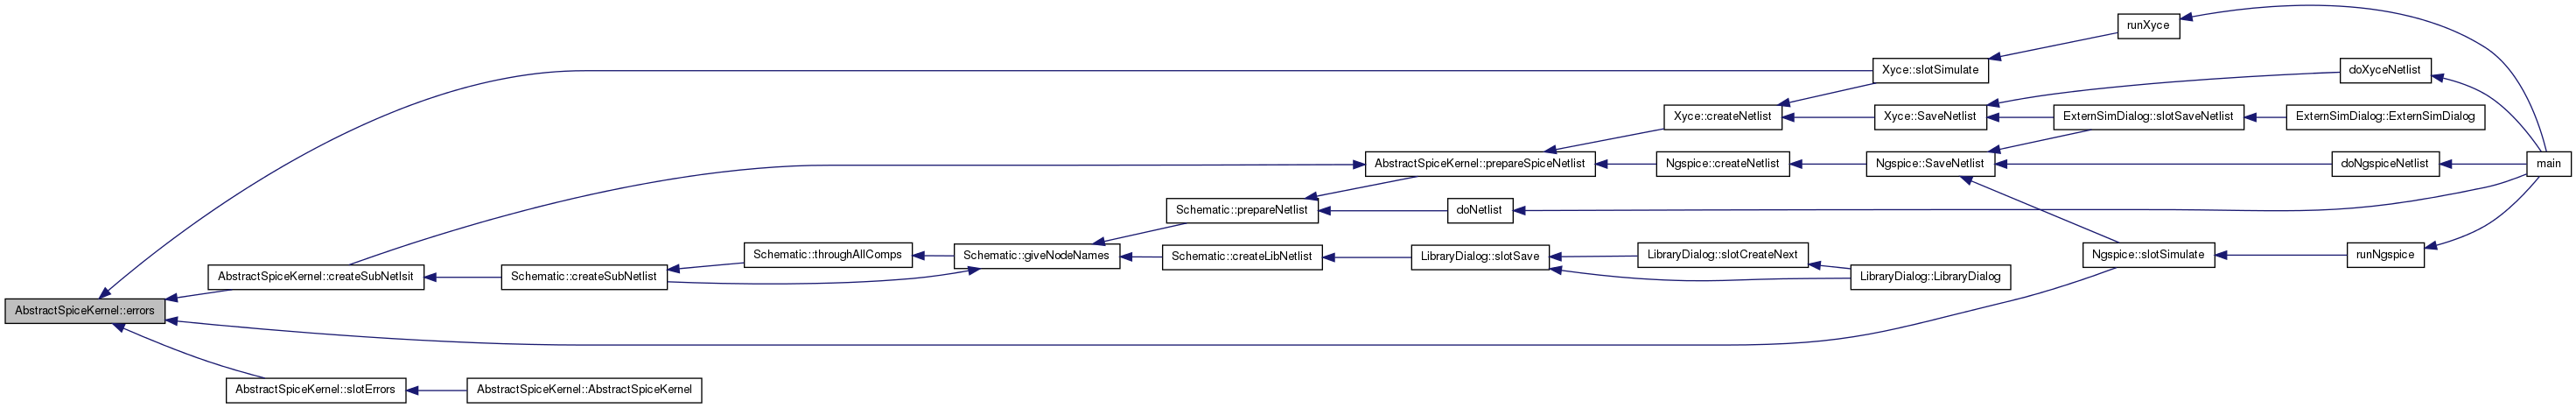 runXyce
Xyce::slotSimulate
doXyceNetlist
Xyce::createNetlist
Xyce::SaveNetlist
ExternSimDialog::slotSaveNetlist
ExternSimDialog::ExternSimDialog
AbstractSpiceKernel::prepareSpiceNetlist
Ngspice::createNetlist
Ngspice::SaveNetlist
doNgspiceNetlist
main
Schematic::prepareNetlist
doNetlist
Schematic::throughAllComps
Schematic::giveNodeNames
Schematic::createLibNetlist
LibraryDialog::slotSave
LibraryDialog::slotCreateNext
Ngspice::slotSimulate
runNgspice
AbstractSpiceKernel::createSubNetlsit
Schematic::createSubNetlist
LibraryDialog::LibraryDialog
AbstractSpiceKernel::errors
AbstractSpiceKernel::slotErrors
AbstractSpiceKernel::AbstractSpiceKernel